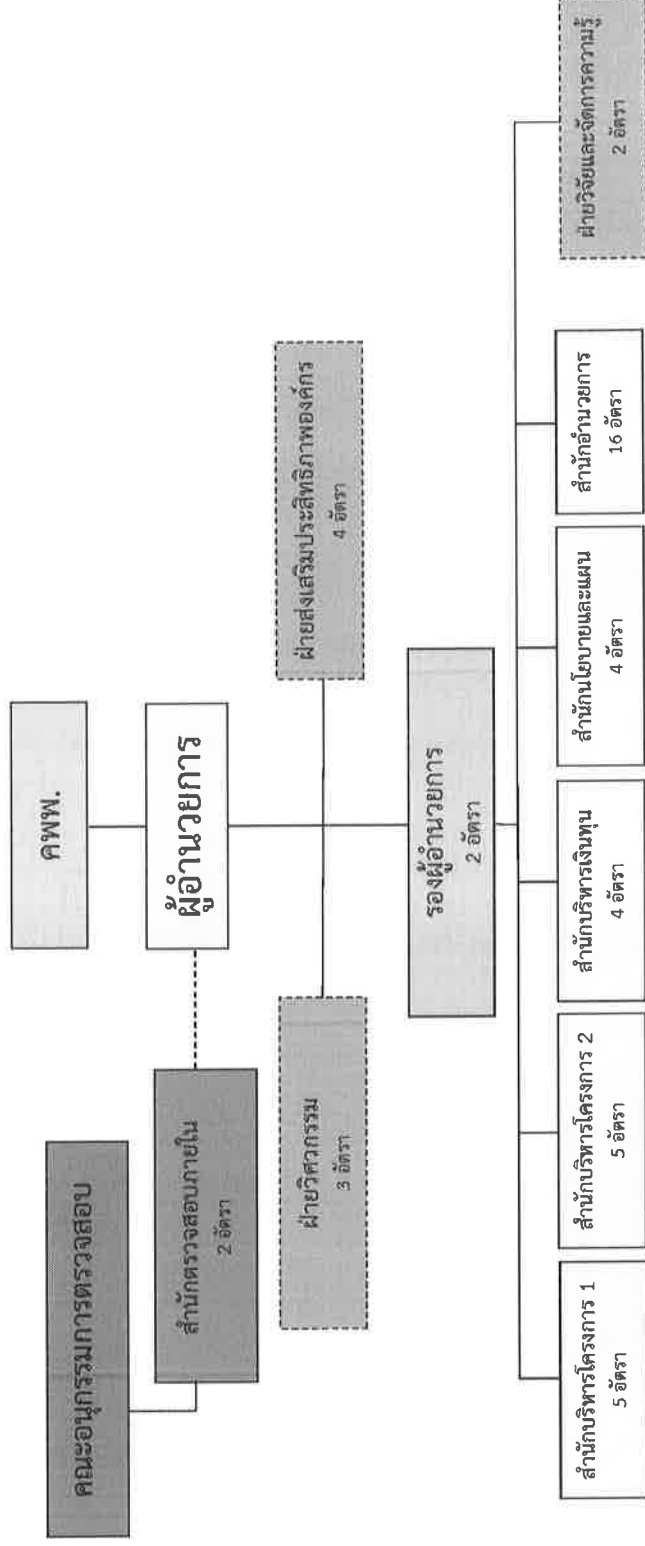 คพพ.
ผู้อำนวยการ
คณะอนุกรรมการตรวจสอบ
สำนักตรวจสอบภายใน
2 อัตรา
ฝ่ายวิศวกรรม
3 อัตรา
ฝ่ายส่งเสริมประสิทธิภาพองค์กร
4 อัตรา
รองผู้อำนวยการ
2 อัตรา
สำนักบริหารโครงการ 1
5 อัตรา
สำนักบริหารโครงการ 2
5 อัตรา
สำนักบริหารเงินทุน
4 อัตรา
สำนักนโยบายและแผน
4 อัตรา
สำนักอำนวยการ
16 อัตรา
ฝ่ายวิจัยและจัดการความรู้
2 อัตรา